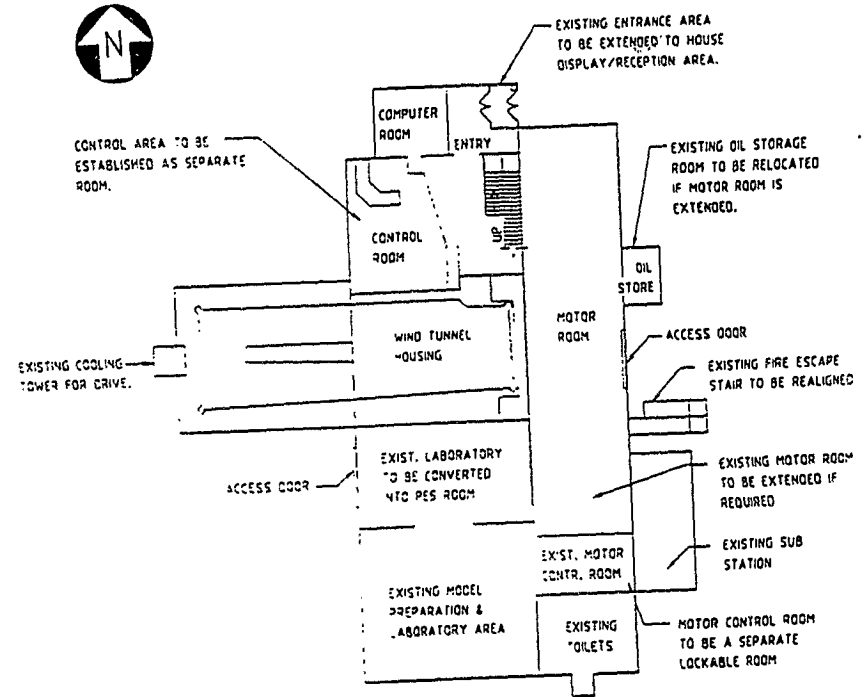 N
EXISTING ENTRANCE AREA
TO BE EXTENDED TO HOUSE
DISPLAY/RECEPTION AREA.
COMPUTER
ROOM
ENTRY
CONTROL AREA TO BE
ESTABLISHED AS SEPARATE
ROOM.
EXISTING OIL STORAGE
ROOM TO BE RELOCATED
IF MOTOR ROOM IS
EXTENDED.
UP
CONTROL
ROOM
OIL
STORE
MOTOR
ROOM
WIND TUNNEL
HOUSING
ACCESS DOOR
EXISTING COOLING
TOWER FOR DRIVE.
EXISTING FIRE ESCAPE
STAIR TO BE REALIGNED
EXIST. LABORATORY
TO BE CONVERTED
NTO PES ROOM
ACCESS DOOR
EXISTING MOTOR ROOM
TO BE EXTENDED IF
REQUIRED
EXIST. MOTOR
CONTR. ROOM
EXISTING SUB
STATION
EXISTING MODEL
PREPARATION &
LABORATORY AREA
EXISTING
TOILETS
MOTOR CONTROL ROOM
TO BE A SEPARATE
LOCKABLE ROOM